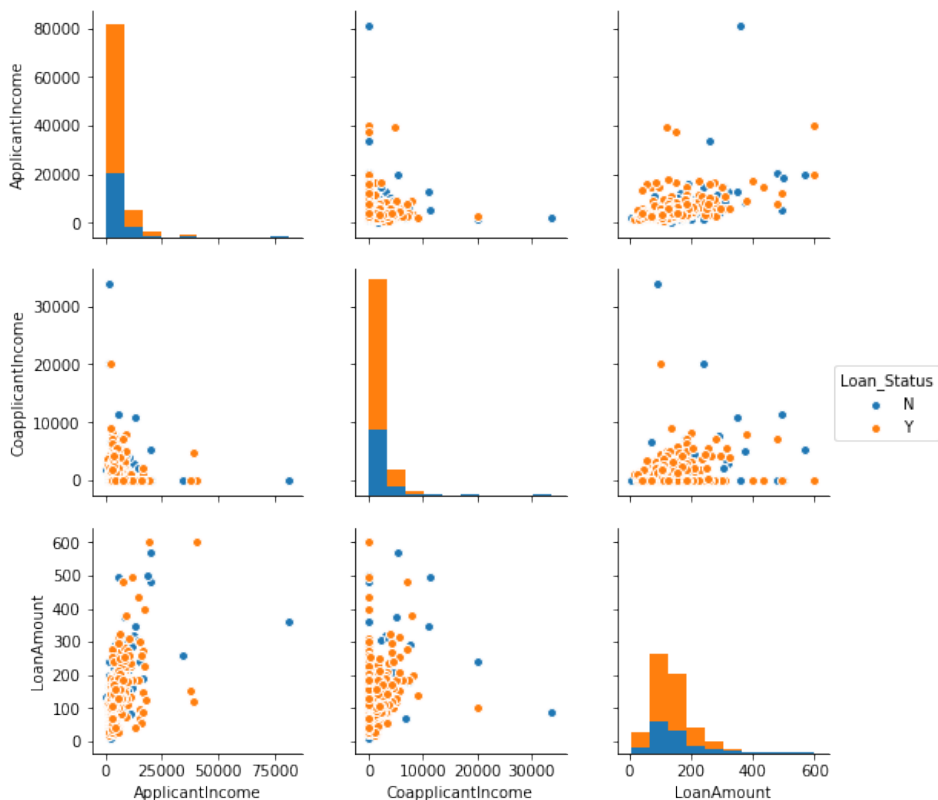 80000
60000
40000
20000
0
ApplicantIncome
30000
20000
10000
0
CoapplicantIncome
Loan_Status
N
Y
600
500
400
300
200
100
0
LoanAmount
0 25000 50000 75000
ApplicantIncome
0 10000 20000 30000
CoapplicantIncome
0 200 400 600
LoanAmount